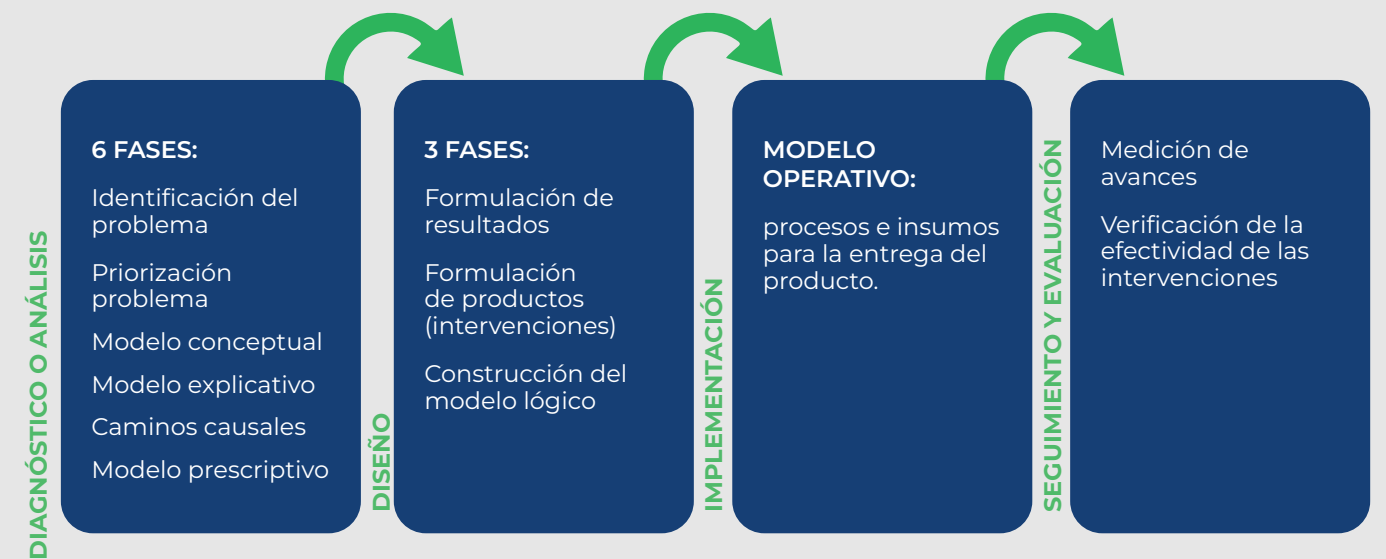 DIAGNÓSTICO O ANÁLISIS
6 FASES:
Identificación del
problema
Priorización
problema
Modelo conceptual
Modelo explicativo
Caminos causales
Modelo prescriptivo
DISEÑO
3 FASES:
Formulación de
resultados
Formulación
de productos
(intervenciones)
Construcción del
modelo lógico
IMPLEMENTACIÓN
MODELO
OPERATIVO:
procesos e insumos
para la entrega del
producto.
SEGUIMIENTO Y EVALUACIÓN
Medición de
avances
Verificación de la
efectividad de las
intervenciones